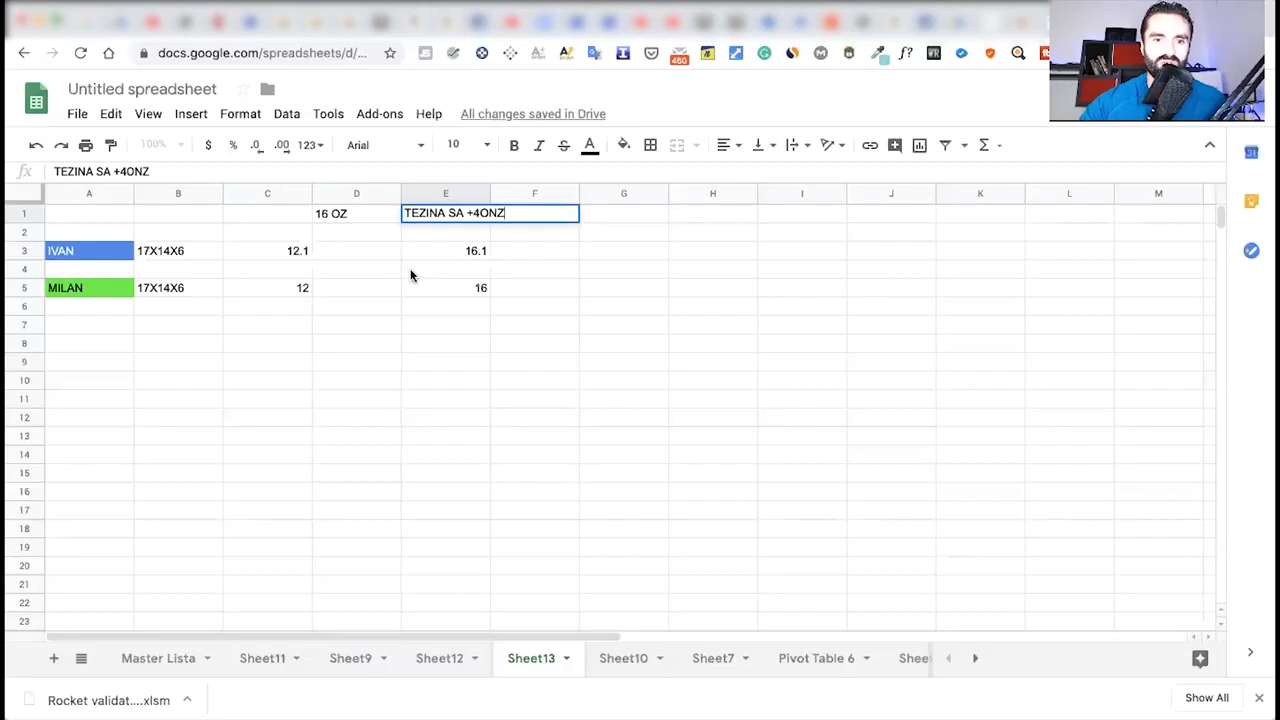 docs.google.com/spreadsheets/d/...
460
Untitled spreadsheet
File Edit View Insert Format Data Tools Add-ons Help All changes saved in Drive
100% $ % .0 .00 123 Arial 10
fx TEZINA SA +4ONZ
A B C D E F G H I J K L M
1 16 OZ TEZINA SA +4ONZ
2
3 IVAN 17X14X6 12.1 16.1
4
5 MILAN 17X14X6 12 16
6
7
8
9
10
11
12
13
14
15
16
17
18
19
20
21
22
23
Master Lista Sheet11 Sheet9 Sheet12 Sheet13 Sheet10 Sheet7 Pivot Table 6 Shee
Rocket validat....xlsm Show All